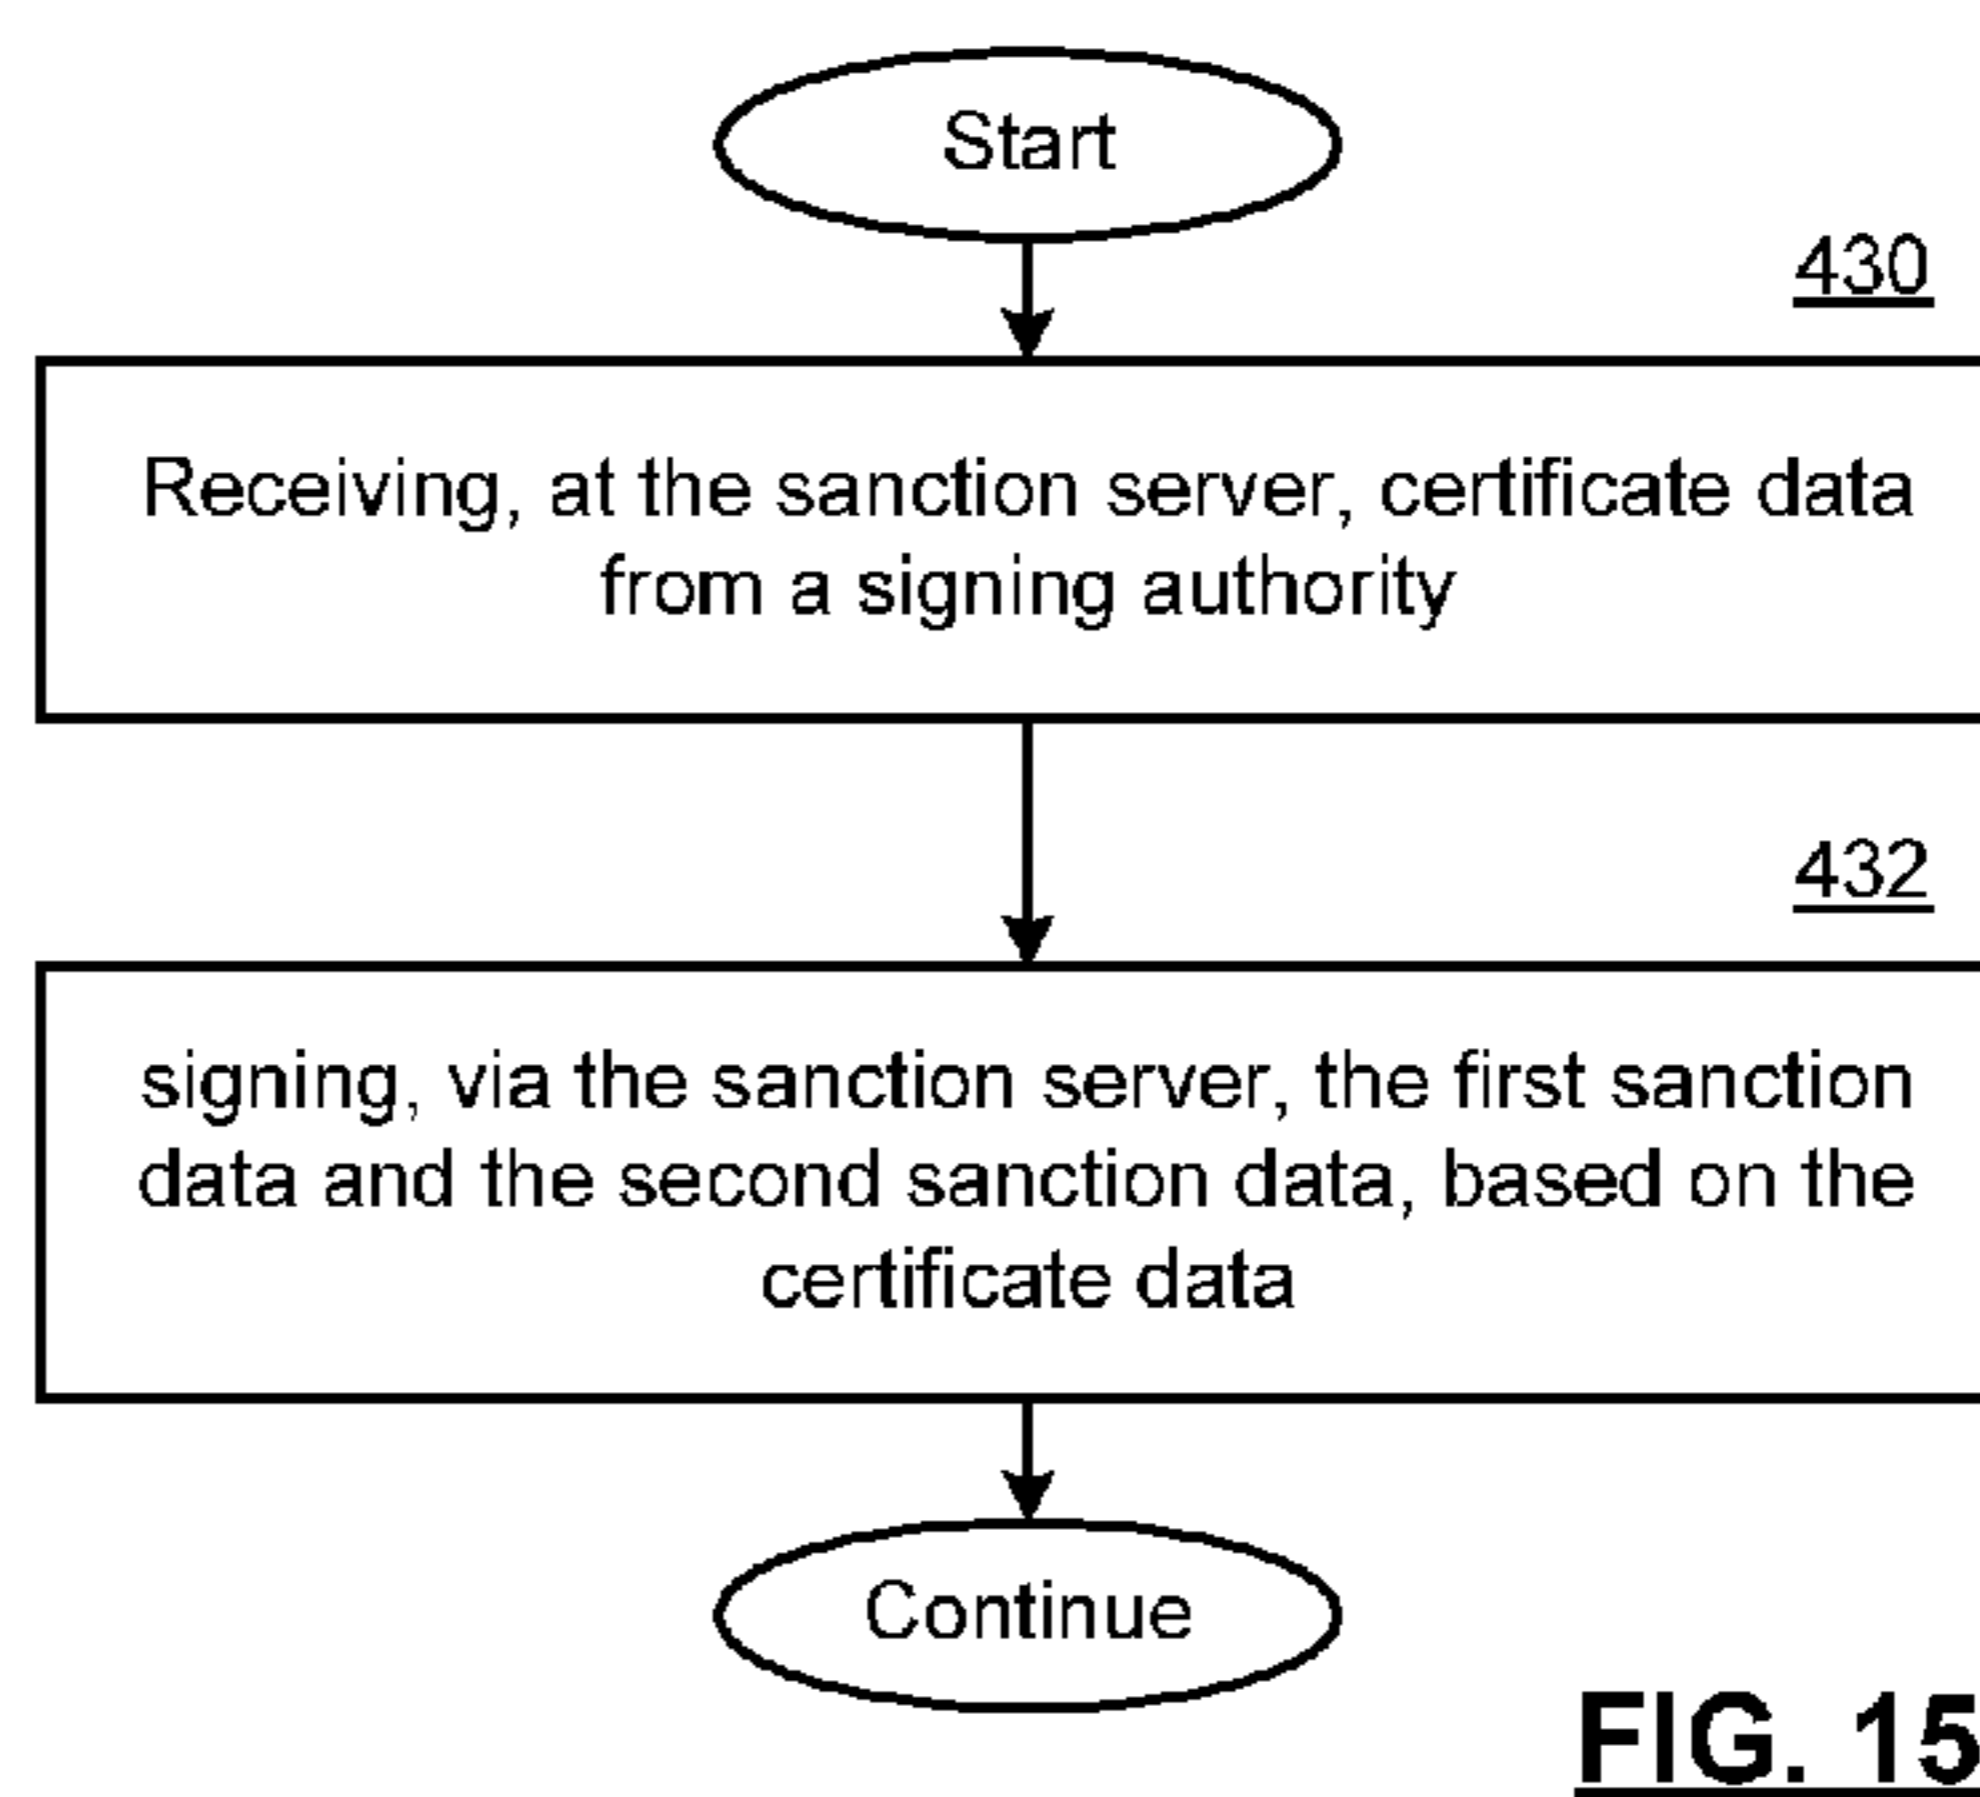 Start
430
Receiving, at the sanction server, certificate data
from a signing authority
432
signing, via the sanction server, the first sanction
data and the second sanction data, based on the
certificate data
Continue
FIG. 15